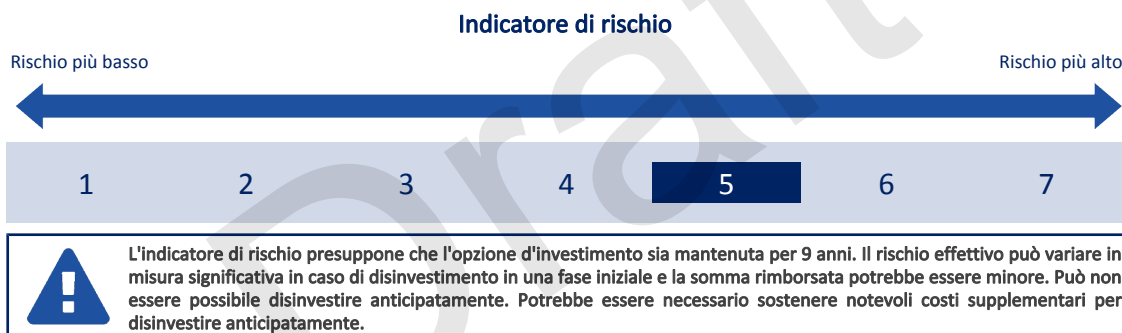 Indicatore di rischio
Rischio più basso
Rischio più alto
1 2 3 4 5 6 7
L'indicatore di rischio presuppone che l'opzione d'investimento sia mantenuta per 9 anni. Il rischio effettivo può variare in
misura significativa in caso di disinvestimento in una fase iniziale e la somma rimborsata potrebbe essere minore. Può non
essere possibile disinvestire anticipatamente. Potrebbe essere necessario sostenere notevoli costi supplementari per
disinvestire anticipatamente.
Draft